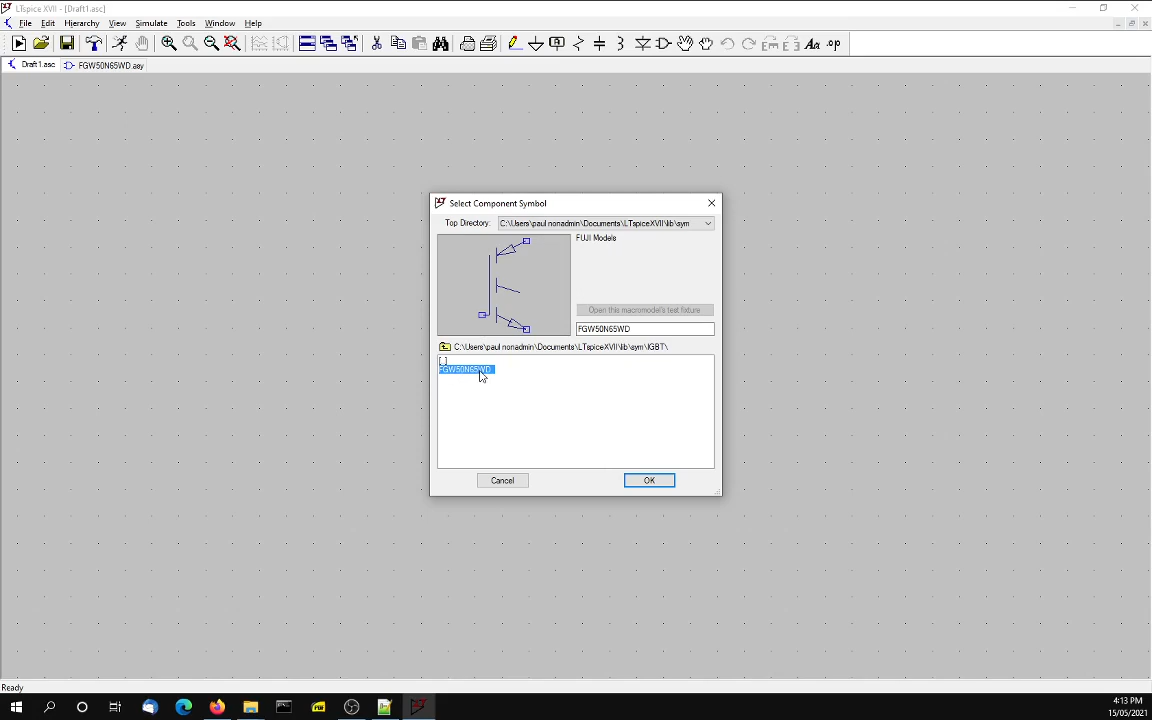 LTspice XVII - [Draft1.asc]
File Edit Hierarchy View Simulate Tools Window Help
Aa .op
Draft1.asc FGW50N65WD.asy
Select Component Symbol
Top Directory: C:\Users\paul nonadmin\Documents\LTspiceXVII\lib\sym
FUJI Models
Open this macromodel's test fixture
FGW50N65WD
C:\Users\paul nonadmin\Documents\LTspiceXVII\lib\sym\IGBT\
[..]
FGW50N65WD
Cancel OK
Ready
4:13 PM
15/05/2021